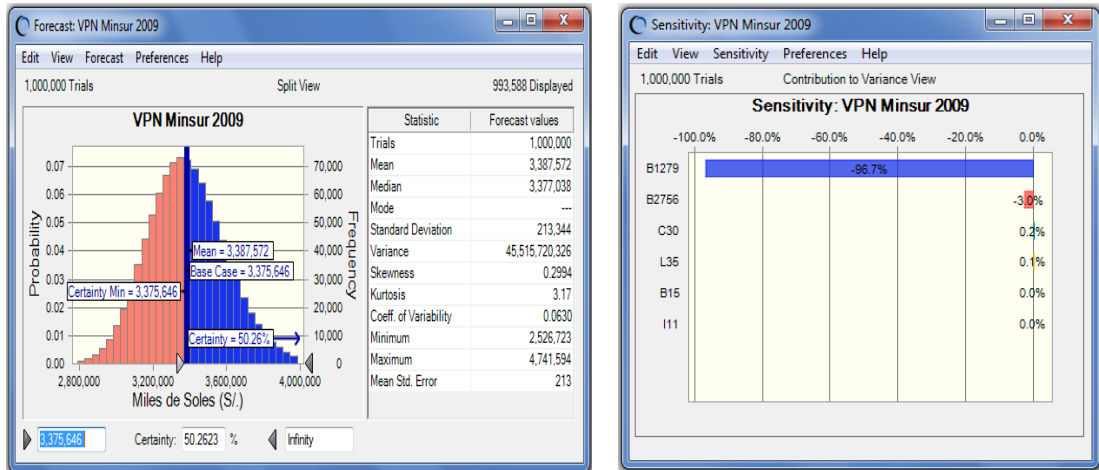 Forecast: VPN Minsur 2009
Edit View Forecast Preferences Help
1,000,000 Trials Split View 993,588 Displayed
VPN Minsur 2009
Probability
0.07
0.06
0.05
0.04
0.03
0.02
0.01
0.00
Mean = 3,387,572
Base Case = 3,375,646
Certainty Min = 3,375,646
Certainty = 50.26%
70,000
60,000
50,000
40,000
30,000
20,000
10,000
0
Frequency
2,800,000 3,200,000 3,600,000 4,000,000
Miles de Soles (S/.)
Statistic Forecast values
Trials 1,000,000
Mean 3,387,572
Median 3,377,038
Mode ---
Standard Deviation 213,344
Variance 45,515,720,326
Skewness 0.2994
Kurtosis 3.17
Coeff. of Variability 0.0630
Minimum 2,526,723
Maximum 4,741,594
Mean Std. Error 213
3,375,646 Certainty: 50.2623 % Infinity
Sensitivity: VPN Minsur 2009
Edit View Sensitivity Preferences Help
1,000,000 Trials Contribution to Variance View
Sensitivity: VPN Minsur 2009
-100.0% -80.0% -60.0% -40.0% -20.0% 0.0%
B1279 -96.7%
B2756 -3.0%
C30 0.2%
L35 0.1%
B15 0.0%
I11 0.0%